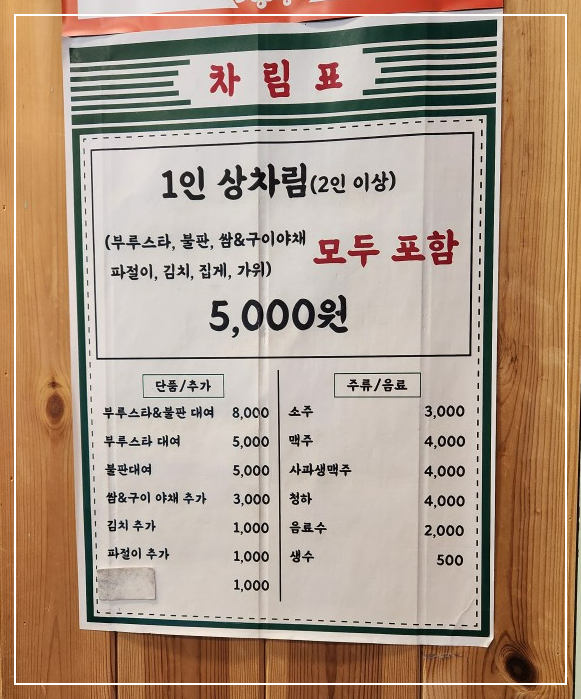 차림표
1인 상차림(2인 이상)
(부루스타, 불판, 쌈&구이야채
파절이, 김치, 집게, 가위)
모두 포함
5,000원
단품/추가
부루스타&불판 대여 8,000
부루스타 대여 5,000
불판대여 5,000
쌈&구이 야채 추가 3,000
김치 추가 1,000
파절이 추가 1,000
1,000
주류/음료
소주 3,000
맥주 4,000
사파생맥주 4,000
청하 4,000
음료수 2,000
생수 500